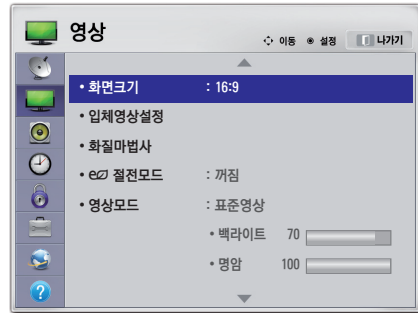 영상
이동 설정 나가기
• 화면크기 : 16:9
• 입체영상설정
• 화질마법사
• e 절전모드 : 꺼짐
• 영상모드 : 표준영상
• 백라이트 70
• 명암 100
?